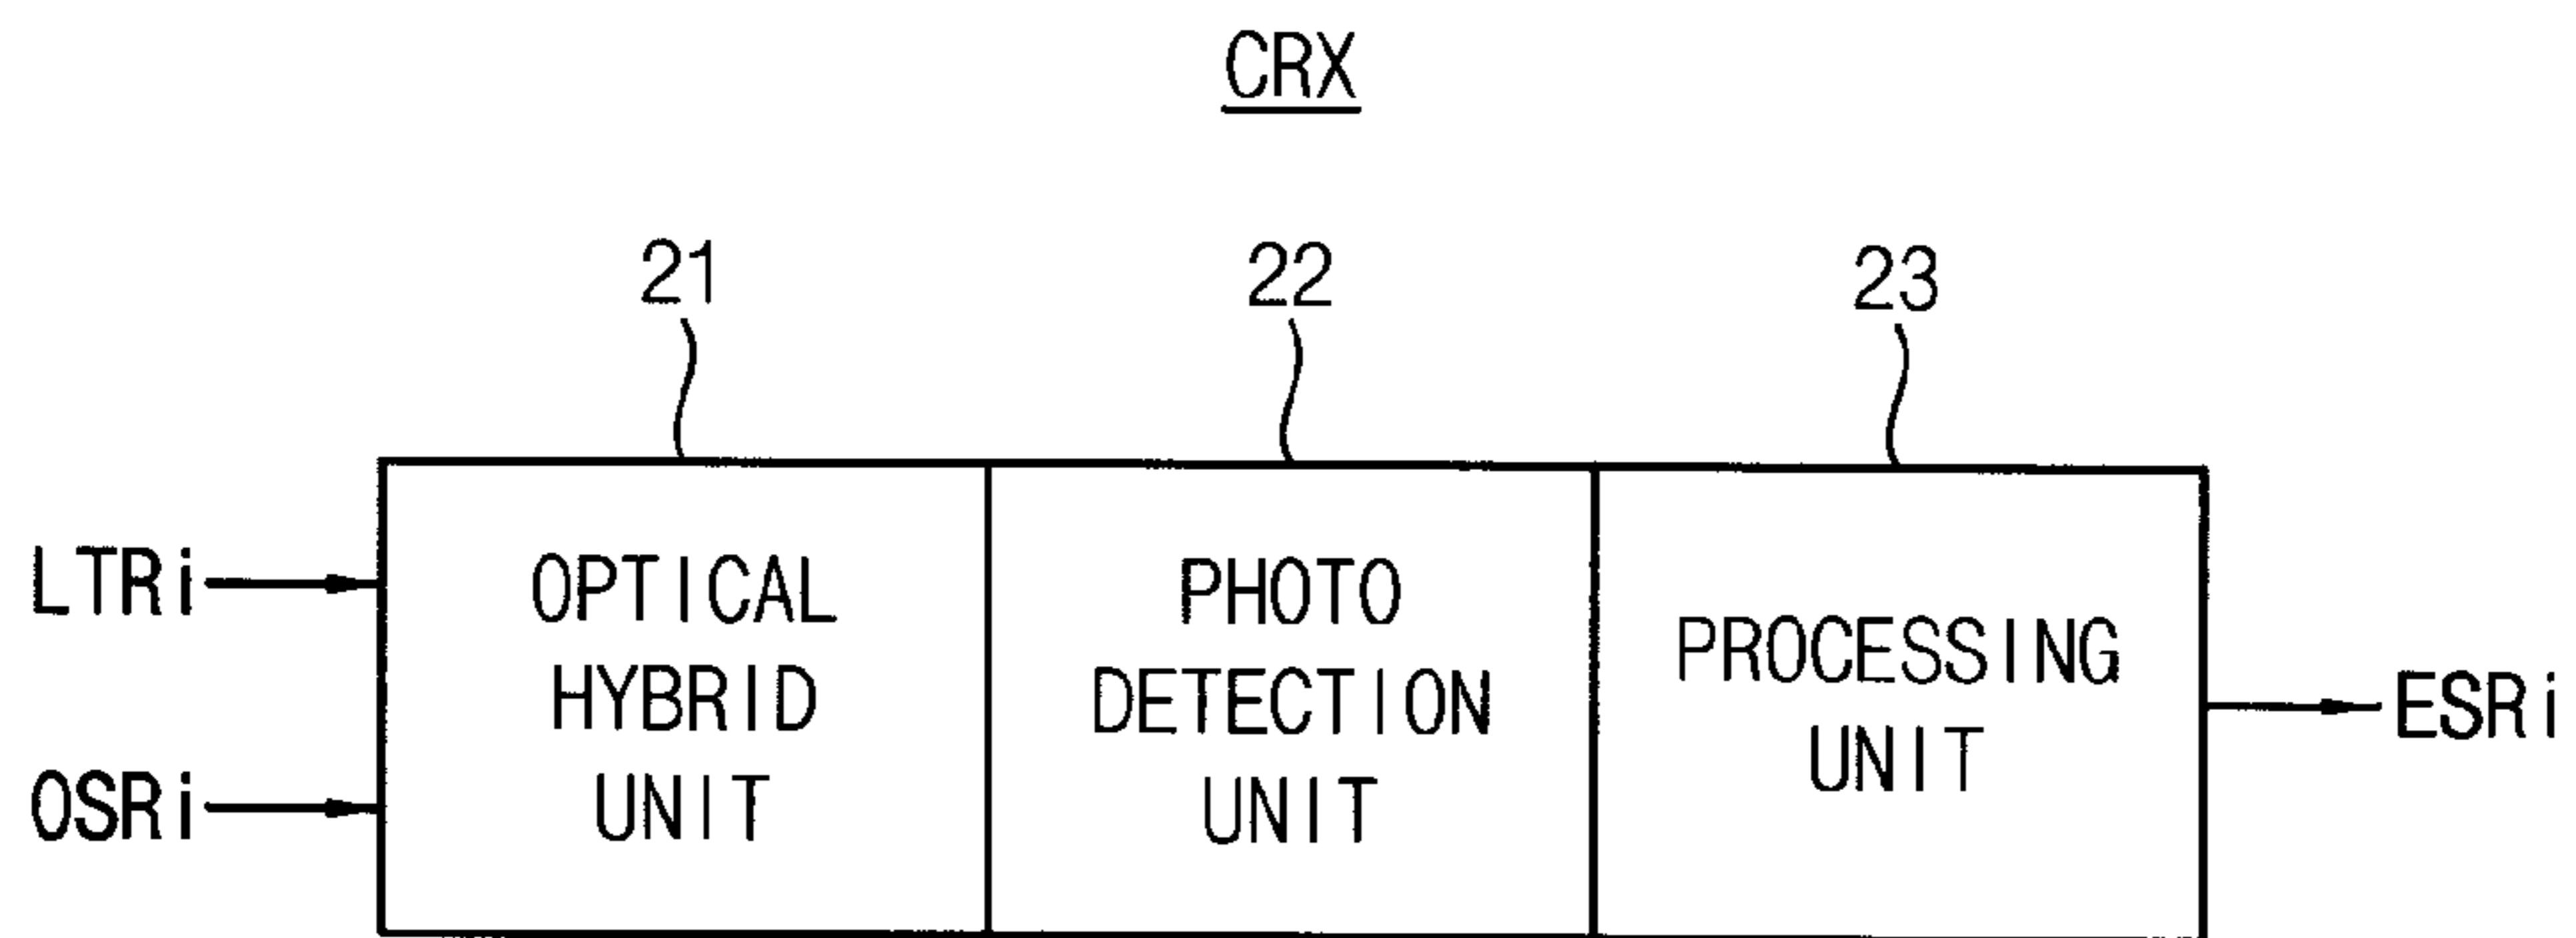 CRX
21
22
23
LTRi
OSRi
OPTICAL
HYBRID
UNIT
PHOTO
DETECTION
UNIT
PROCESSING
UNIT
ESRi